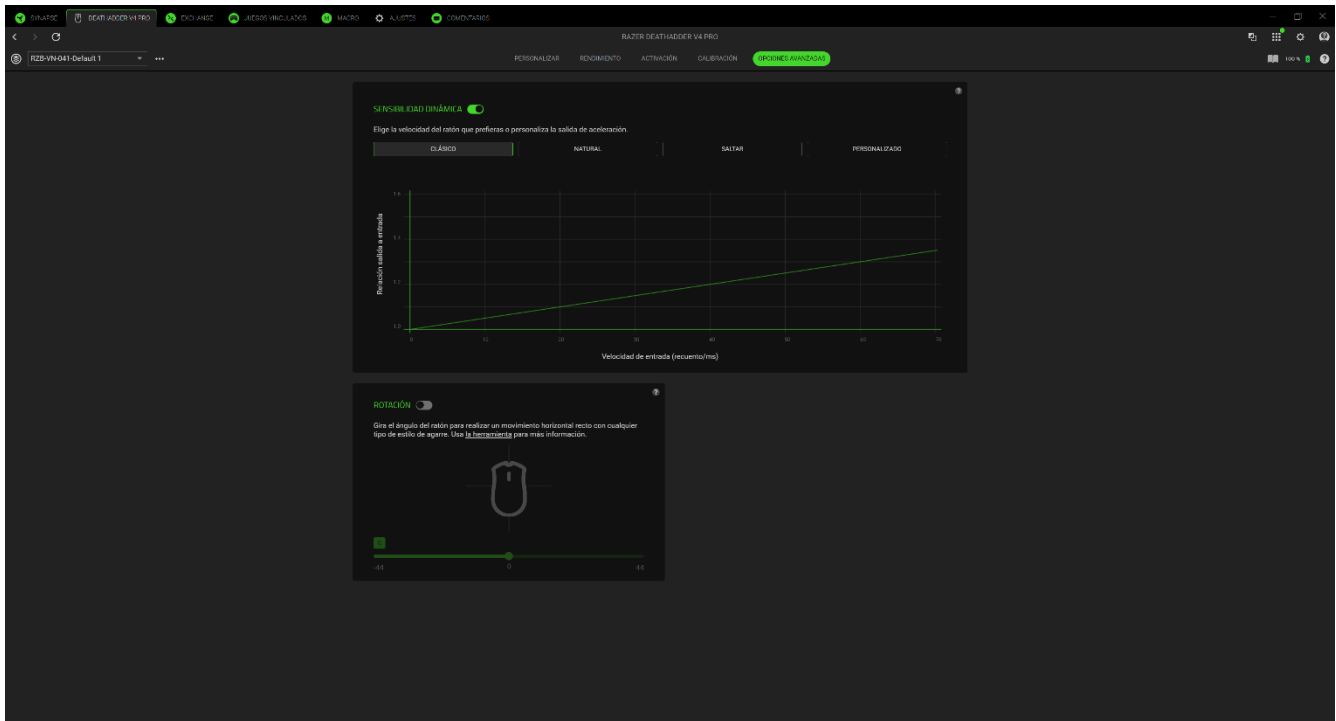 SYNAPSE DEATHADDER V4 PRO EXCHANGE JUEGOS VINCULADOS MACRO AJUSTES COMENTARIOS
RAZER DEATHADDER V4 PRO
RZB-VN-041-Default 1 PERSONALIZAR RENDIMIENTO ACTIVACIÓN CALIBRACIÓN OPCIONES AVANZADAS 100 %
SENSIBILIDAD DINÁMICA
Elige la velocidad del ratón que prefieras o personaliza la salida de aceleración.
CLÁSICO NATURAL SALTAR PERSONALIZADO
Relación salida a entrada
0 10 20 30 40 50 60 70
Velocidad de entrada (recuento/ms)
ROTACIÓN
Gira el ángulo del ratón para realizar un movimiento horizontal recto con cualquier
tipo de estilo de agarre. Usa la herramienta para más información.
-44 0 44